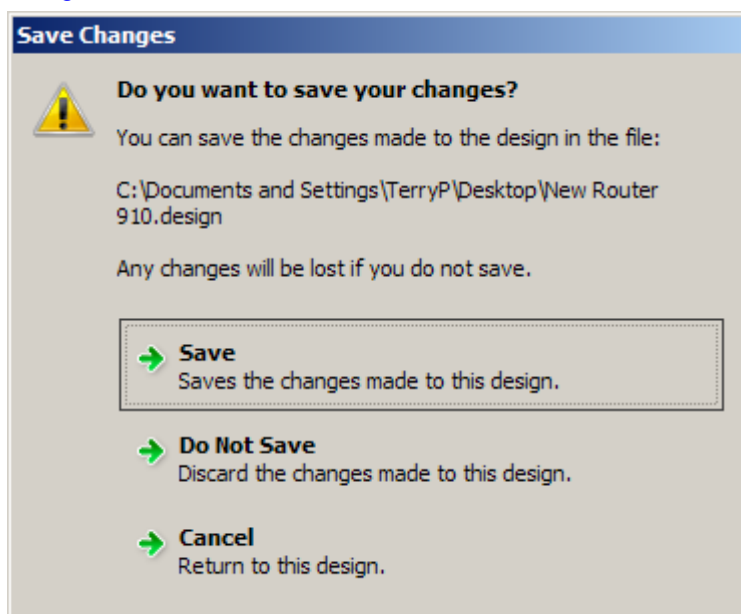 Save Changes
Do you want to save your changes?
You can save the changes made to the design in the file:
C:\Documents and Settings\TerryP\Desktop\New Router
910.design
Any changes will be lost if you do not save.
Save
Saves the changes made to this design.
Do Not Save
Discard the changes made to this design.
Cancel
Return to this design.